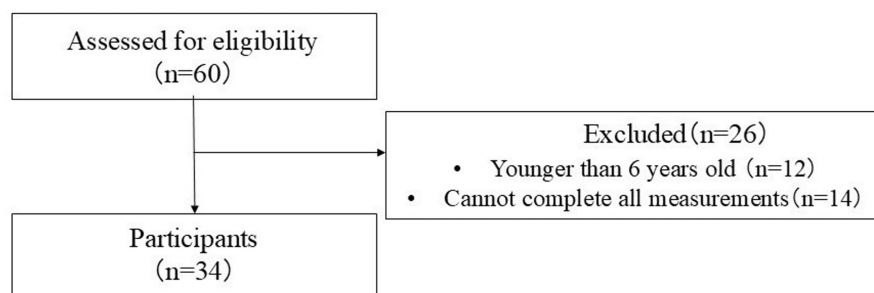 Assessed for eligibility
（n=60）
Excluded（n=26）
• Younger than 6 years old（n=12）
• Cannot complete all measurements（n=14）
Participants
（n=34）